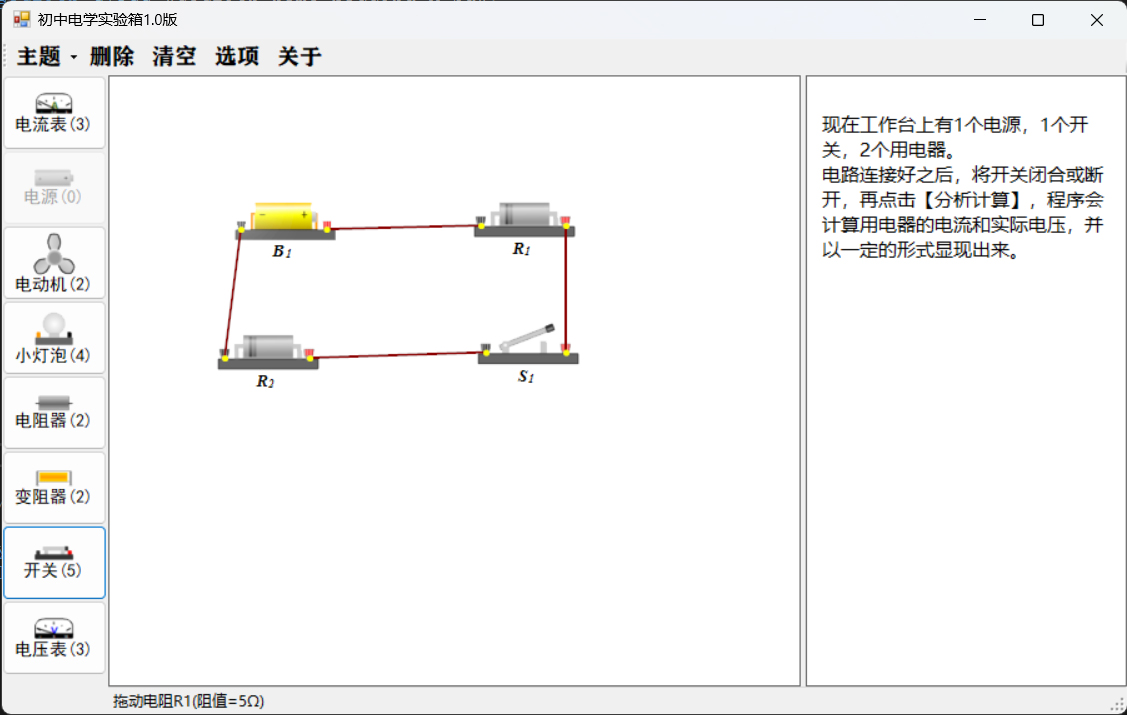 初中电学实验箱1.0版
主题 删除 清空 选项 关于
电流表(3)
电源(0)
电动机(2)
小灯泡(4)
电阻器(2)
变阻器(2)
开关(5)
电压表(3)
B1
R1
R2
S1
现在工作台上有1个电源，1个开
关，2个用电器。
电路连接好之后，将开关闭合或断
开，再点击【分析计算】，程序会
计算用电器的电流和实际电压，并
以一定的形式显现出来。
拖动电阻R1(阻值=5Ω)